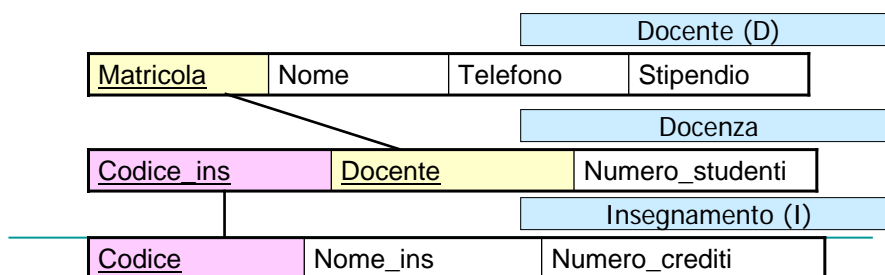 Docente (D)
Matricola Nome Telefono Stipendio
Docenza
Codice_ins Docente Numero_studenti
Insegnamento (I)
Codice Nome_ins Numero_crediti